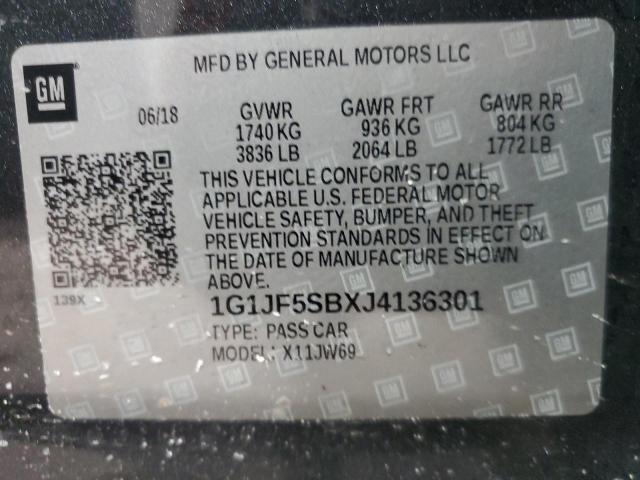 MFD BY GENERAL MOTORS LLC
GM
06/18 GVWR GAWR FRT GAWR RR
1740 KG 936 KG 804 KG
3836 LB 2064 LB 1772 LB
THIS VEHICLE CONFORMS TO ALL
APPLICABLE U.S. FEDERAL MOTOR
VEHICLE SAFETY, BUMPER, AND THEFT
PREVENTION STANDARDS IN EFFECT ON
THE DATE OF MANUFACTURE SHOWN
ABOVE.
139X
1G1JF5SBXJ4136301
TYPE: PASS CAR
MODEL: X11JW69